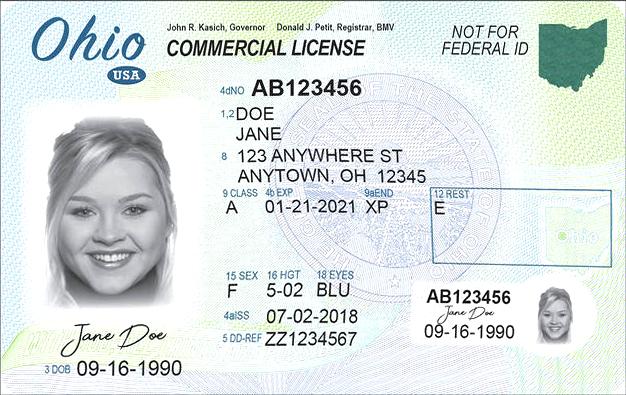 Ohio
USA
John R. Kasich, Governor Donald J. Petit, Registrar, BMV
COMMERCIAL LICENSE
NOT FOR
FEDERAL ID
4dNO AB123456
1,2 DOE
JANE
8 123 ANYWHERE ST
ANYTOWN, OH 12345
9 CLASS 4b EXP 9aEND 12 REST
A 01-21-2021 XP E
Ohio
15 SEX 16 HGT 18 EYES
F 5-02 BLU
4aISS 07-02-2018
5 DD-REF ZZ1234567
Jane Doe
3 DOB 09-16-1990
AB123456
Jane Doe
09-16-1990